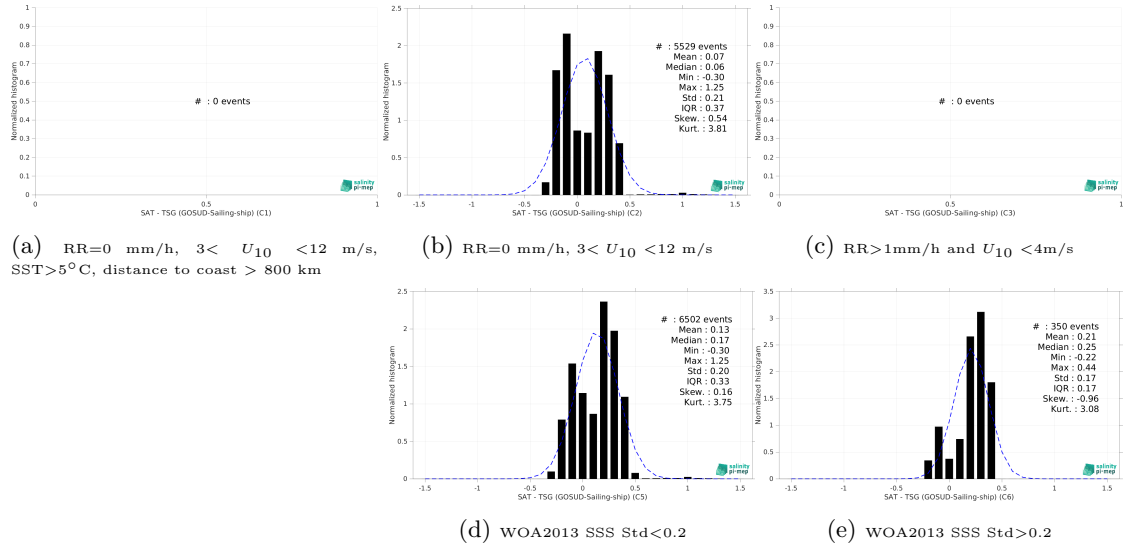 1
0.9
0.8
0.7
0.6
0.5
0.4
0.3
0.2
0.1
0
Normalized histogram
# : 0 events
0 0.5 1
SAT - TSG (GOSUD-Sailing-ship) (C1)
salinity
pi-mep
(a) RR=0 mm/h, 3< U10 <12 m/s,
SST>5°C, distance to coast > 800 km
2.5
2
1.5
1
0.5
0
Normalized histogram
# : 5529 events
Mean : 0.07
Median : 0.06
Min : -0.30
Max : 1.25
Std : 0.21
IQR : 0.37
Skew. : 0.54
Kurt. : 3.81
-1.5 -1 -0.5 0 0.5 1 1.5
SAT - TSG (GOSUD-Sailing-ship) (C2)
salinity
pi-mep
(b) RR=0 mm/h, 3< U10 <12 m/s
1
0.9
0.8
0.7
0.6
0.5
0.4
0.3
0.2
0.1
0
Normalized histogram
# : 0 events
0 0.5 1
SAT - TSG (GOSUD-Sailing-ship) (C3)
salinity
pi-mep
(c) RR>1mm/h and U10 <4m/s
2.5
2
1.5
1
0.5
0
Normalized histogram
# : 6502 events
Mean : 0.13
Median : 0.17
Min : -0.30
Max : 1.25
Std : 0.20
IQR : 0.33
Skew. : 0.16
Kurt. : 3.75
-1.5 -1 -0.5 0 0.5 1 1.5
SAT - TSG (GOSUD-Sailing-ship) (C5)
salinity
pi-mep
(d) WOA2013 SSS Std<0.2
3.5
3
2.5
2
1.5
1
0.5
0
Normalized histogram
# : 350 events
Mean : 0.21
Median : 0.25
Min : -0.22
Max : 0.44
Std : 0.17
IQR : 0.17
Skew. : -0.96
Kurt. : 3.08
-1.5 -1 -0.5 0 0.5 1 1.5
SAT - TSG (GOSUD-Sailing-ship) (C6)
salinity
pi-mep
(e) WOA2013 SSS Std>0.2